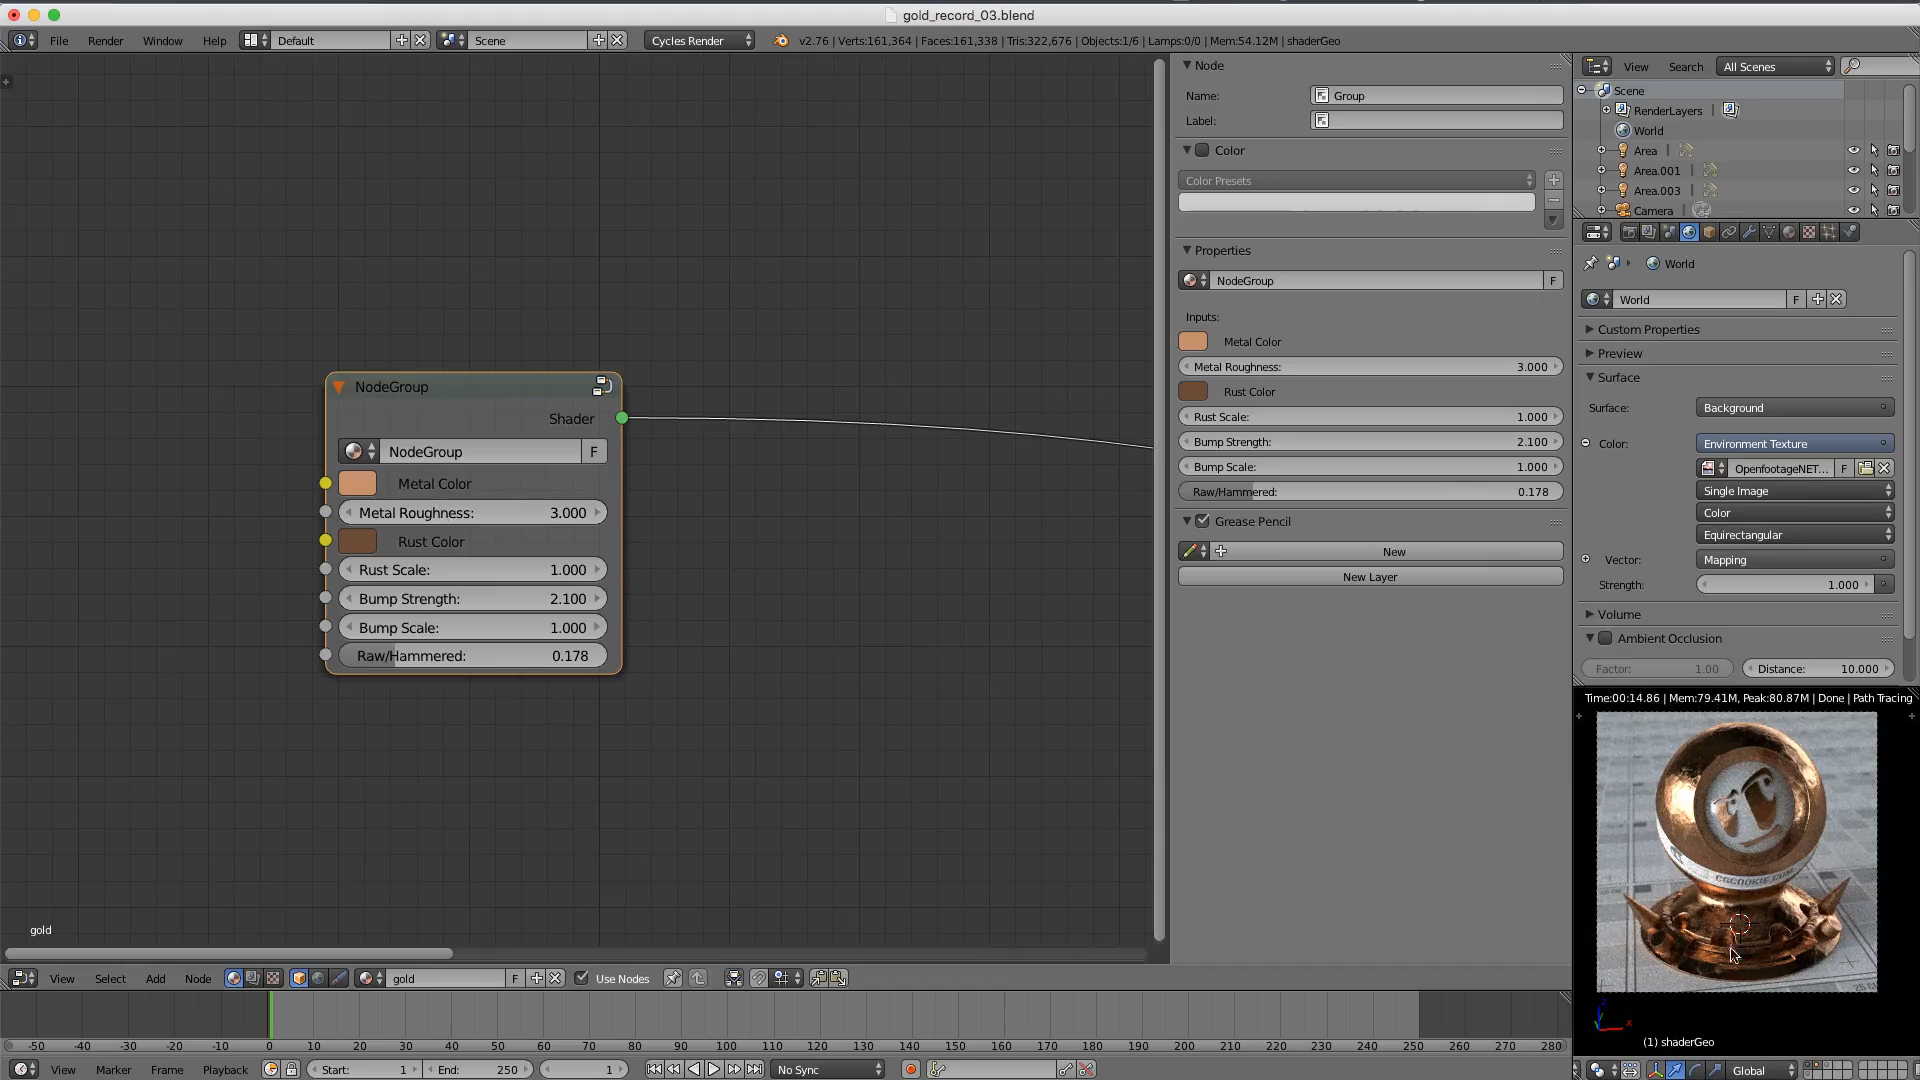 gold_record_03.blend
File Render Window Help Default Scene Cycles Render v2.76 | Verts:161,364 | Faces:161,338 | Tris:322,676 | Objects:1/6 | Lamps:0/0 | Mem:54.12M | shaderGeo
Node
Name: Group
Label:
Color
Color Presets
Properties
NodeGroup F
Inputs:
Metal Color
Metal Roughness: 3.000
Rust Color
Rust Scale: 1.000
Bump Strength: 2.100
Bump Scale: 1.000
Raw/Hammered: 0.178
Grease Pencil
New
New Layer
NodeGroup
Shader
NodeGroup F
Metal Color
Metal Roughness: 3.000
Rust Color
Rust Scale: 1.000
Bump Strength: 2.100
Bump Scale: 1.000
Raw/Hammered: 0.178
gold
View Search All Scenes
Scene
RenderLayers |
World
Area |
Area.001 |
Area.003 |
Camera |
World
World F
Custom Properties
Preview
Surface
Surface: Background
Color: Environment Texture
OpenfootageNET... F
Single Image
Color
Equirectangular
Vector: Mapping
Strength: 1.000
Volume
Ambient Occlusion
Factor: 1.00 Distance: 10.000
Time:00:14.86 | Mem:79.41M, Peak:80.87M | Done | Path Tracing
CGCOOKIE.COM
(1) shaderGeo
View Select Add Node gold F Use Nodes
-50 -40 -30 -20 -10 0 10 20 30 40 50 60 70 80 90 100 110 120 130 140 150 160 170 180 190 200 210 220 230 240 250 260 270 280
View Marker Frame Playback Start: 1 End: 250 1 No Sync
Global